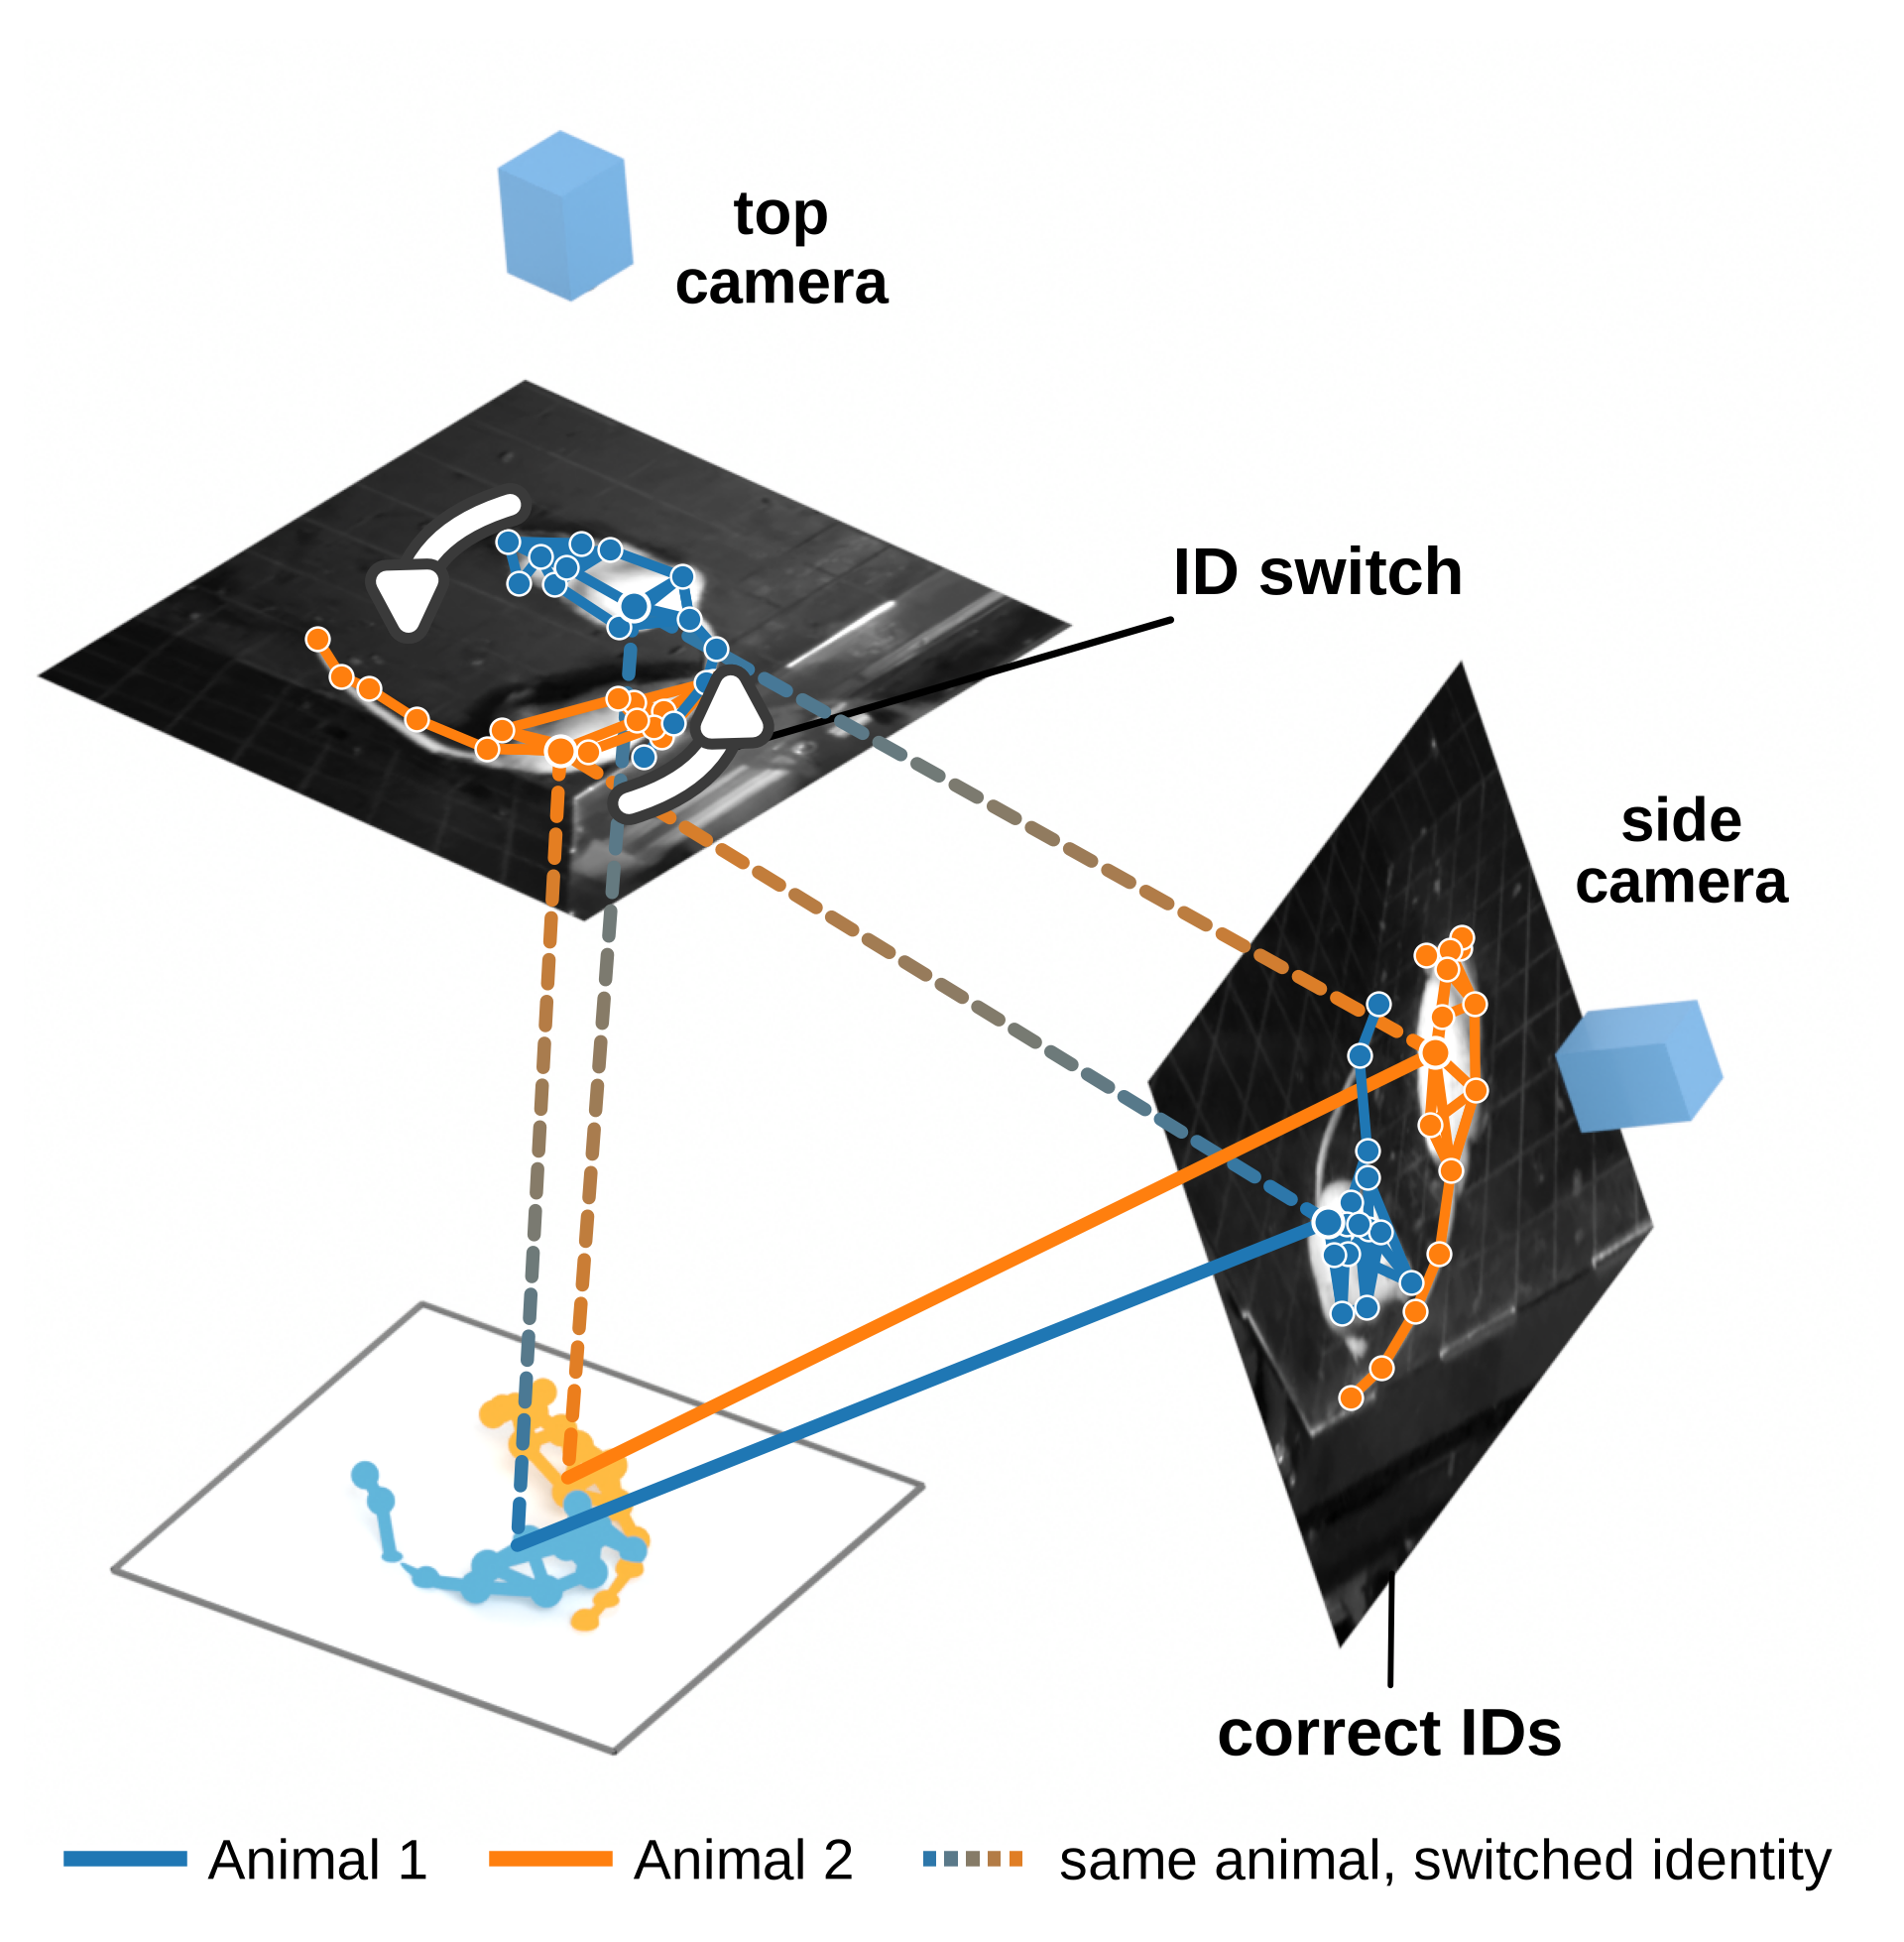 top
camera
ID switch
side
camera
correct IDs
Animal 1
Animal 2
same animal, switched identity